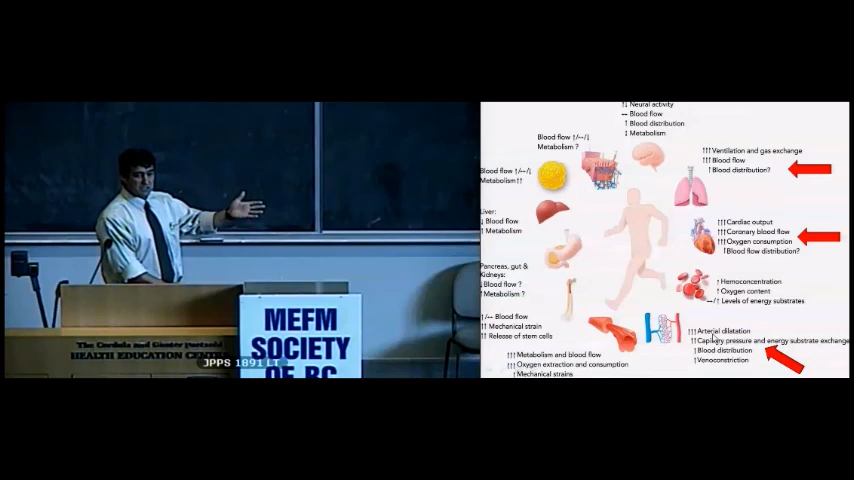 ↑↓ Neural activity
↔ Blood flow
↑ Blood distribution
↕ Metabolism
Blood flow ↑/↔/↓
Metabolism ?
↑↑↑ Ventilation and gas exchange
↑↑↑ Blood flow
↑ Blood distribution?
Blood flow ↑/↔/↓
Metabolism ↑↑
Liver:
↓ Blood flow
↑ Metabolism
↑↑↑ Cardiac output
↑↑↑ Coronary blood flow
↑↑↑ Oxygen consumption
↑ Blood flow distribution?
Pancreas, gut &
Kidneys:
↓ Blood flow ?
↑ Metabolism ?
↑ Hemoconcentration
↑ Oxygen content
↔/↑ Levels of energy substrates
↑/↔ Blood flow
↑↑ Mechanical strain
↑↑ Release of stem cells
↑↑↑ Arterial dilatation
↑↑ Capillary pressure and energy substrate exchange
↑ Blood distribution
↑ Venoconstriction
↑↑↑ Metabolism and blood flow
↑↑↑ Oxygen extraction and consumption
↑ Mechanical strains
MEFM
SOCIETY
OF BC
The Cordula and Gunter Paetzold
HEALTH EDUCATION CENTRE
JPPS 1891 LT